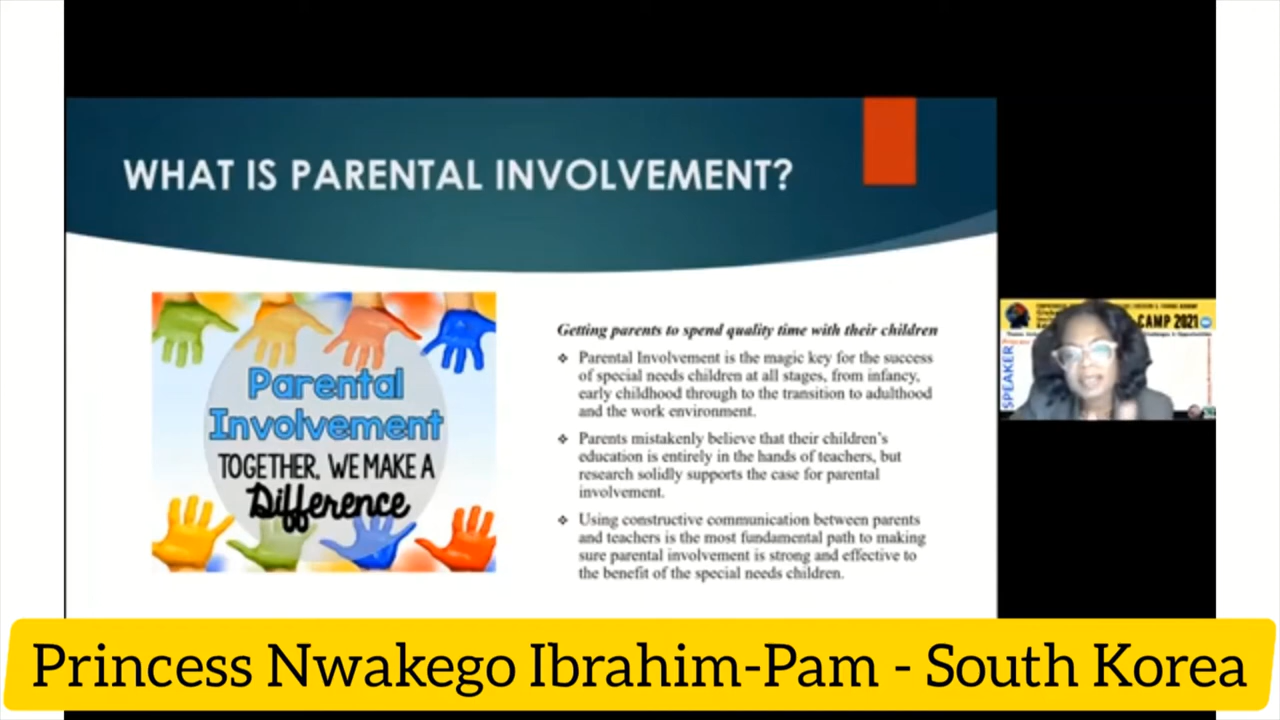 WHAT IS PARENTAL INVOLVEMENT?
Parental
Involvement
TOGETHER, WE MAKE A
Difference
Getting parents to spend quality time with their children
❖ Parental Involvement is the magic key for the success
of special needs children at all stages, from infancy,
early childhood through to the transition to adulthood
and the work environment.
❖ Parents mistakenly believe that their children's
education is entirely in the hands of teachers, but
research solidly supports the case for parental
involvement.
❖ Using constructive communication between parents
and teachers is the most fundamental path to making
sure parental involvement is strong and effective to
the benefit of the special needs children.
CAMP 2021
SPEAKER
Princess Nwakego Ibrahim-Pam - South Korea